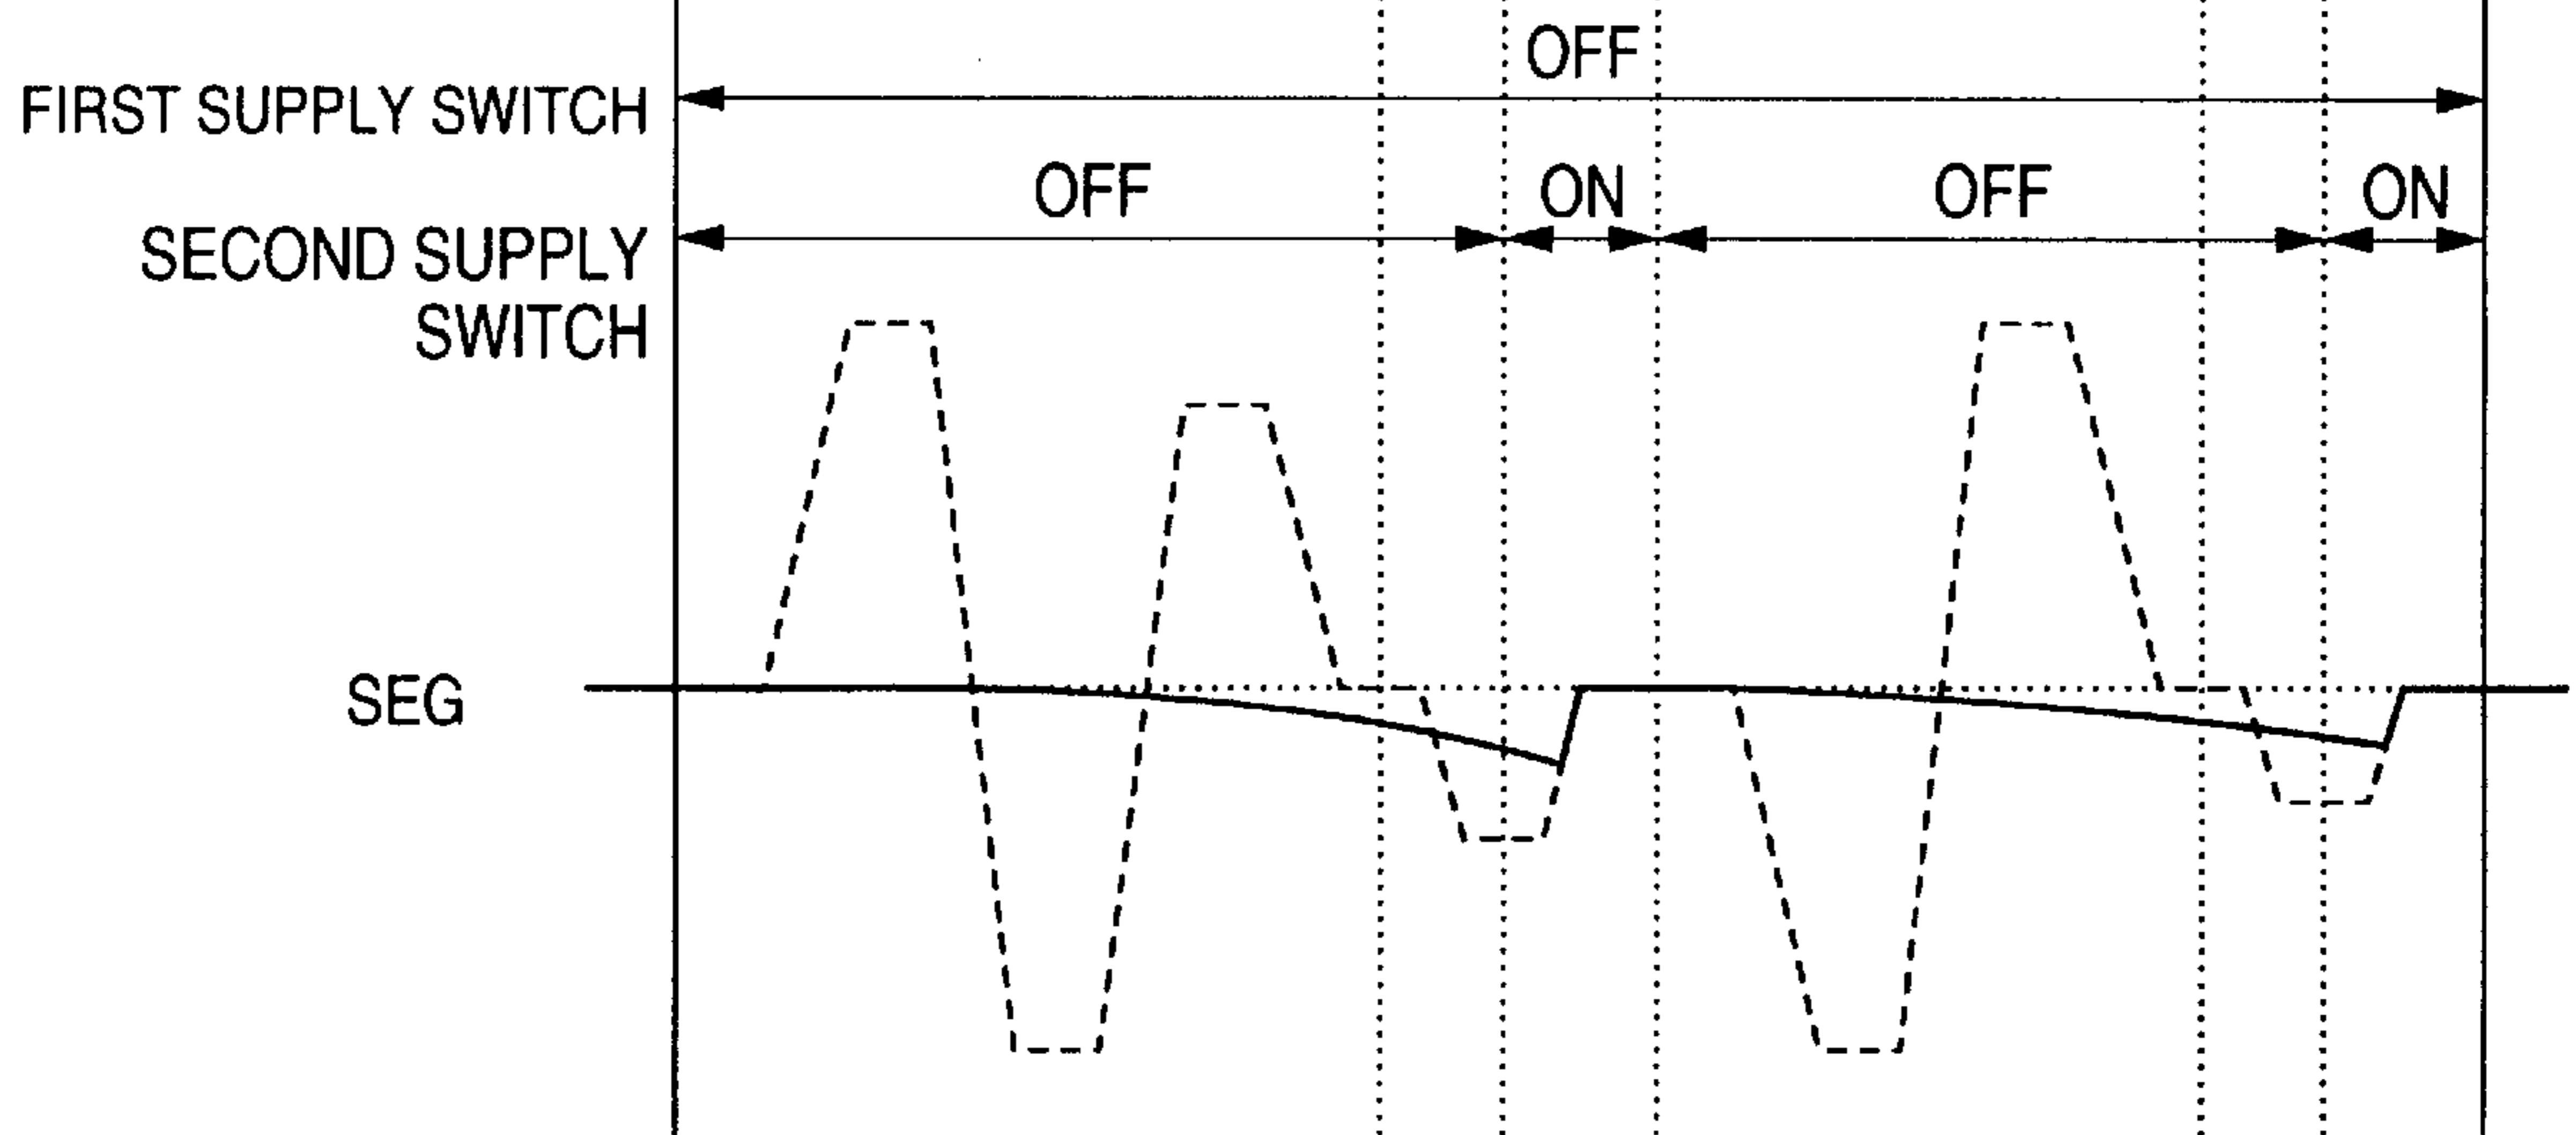 OFF
FIRST SUPPLY SWITCH
OFF ON OFF ON
SECOND SUPPLY
SWITCH
SEG